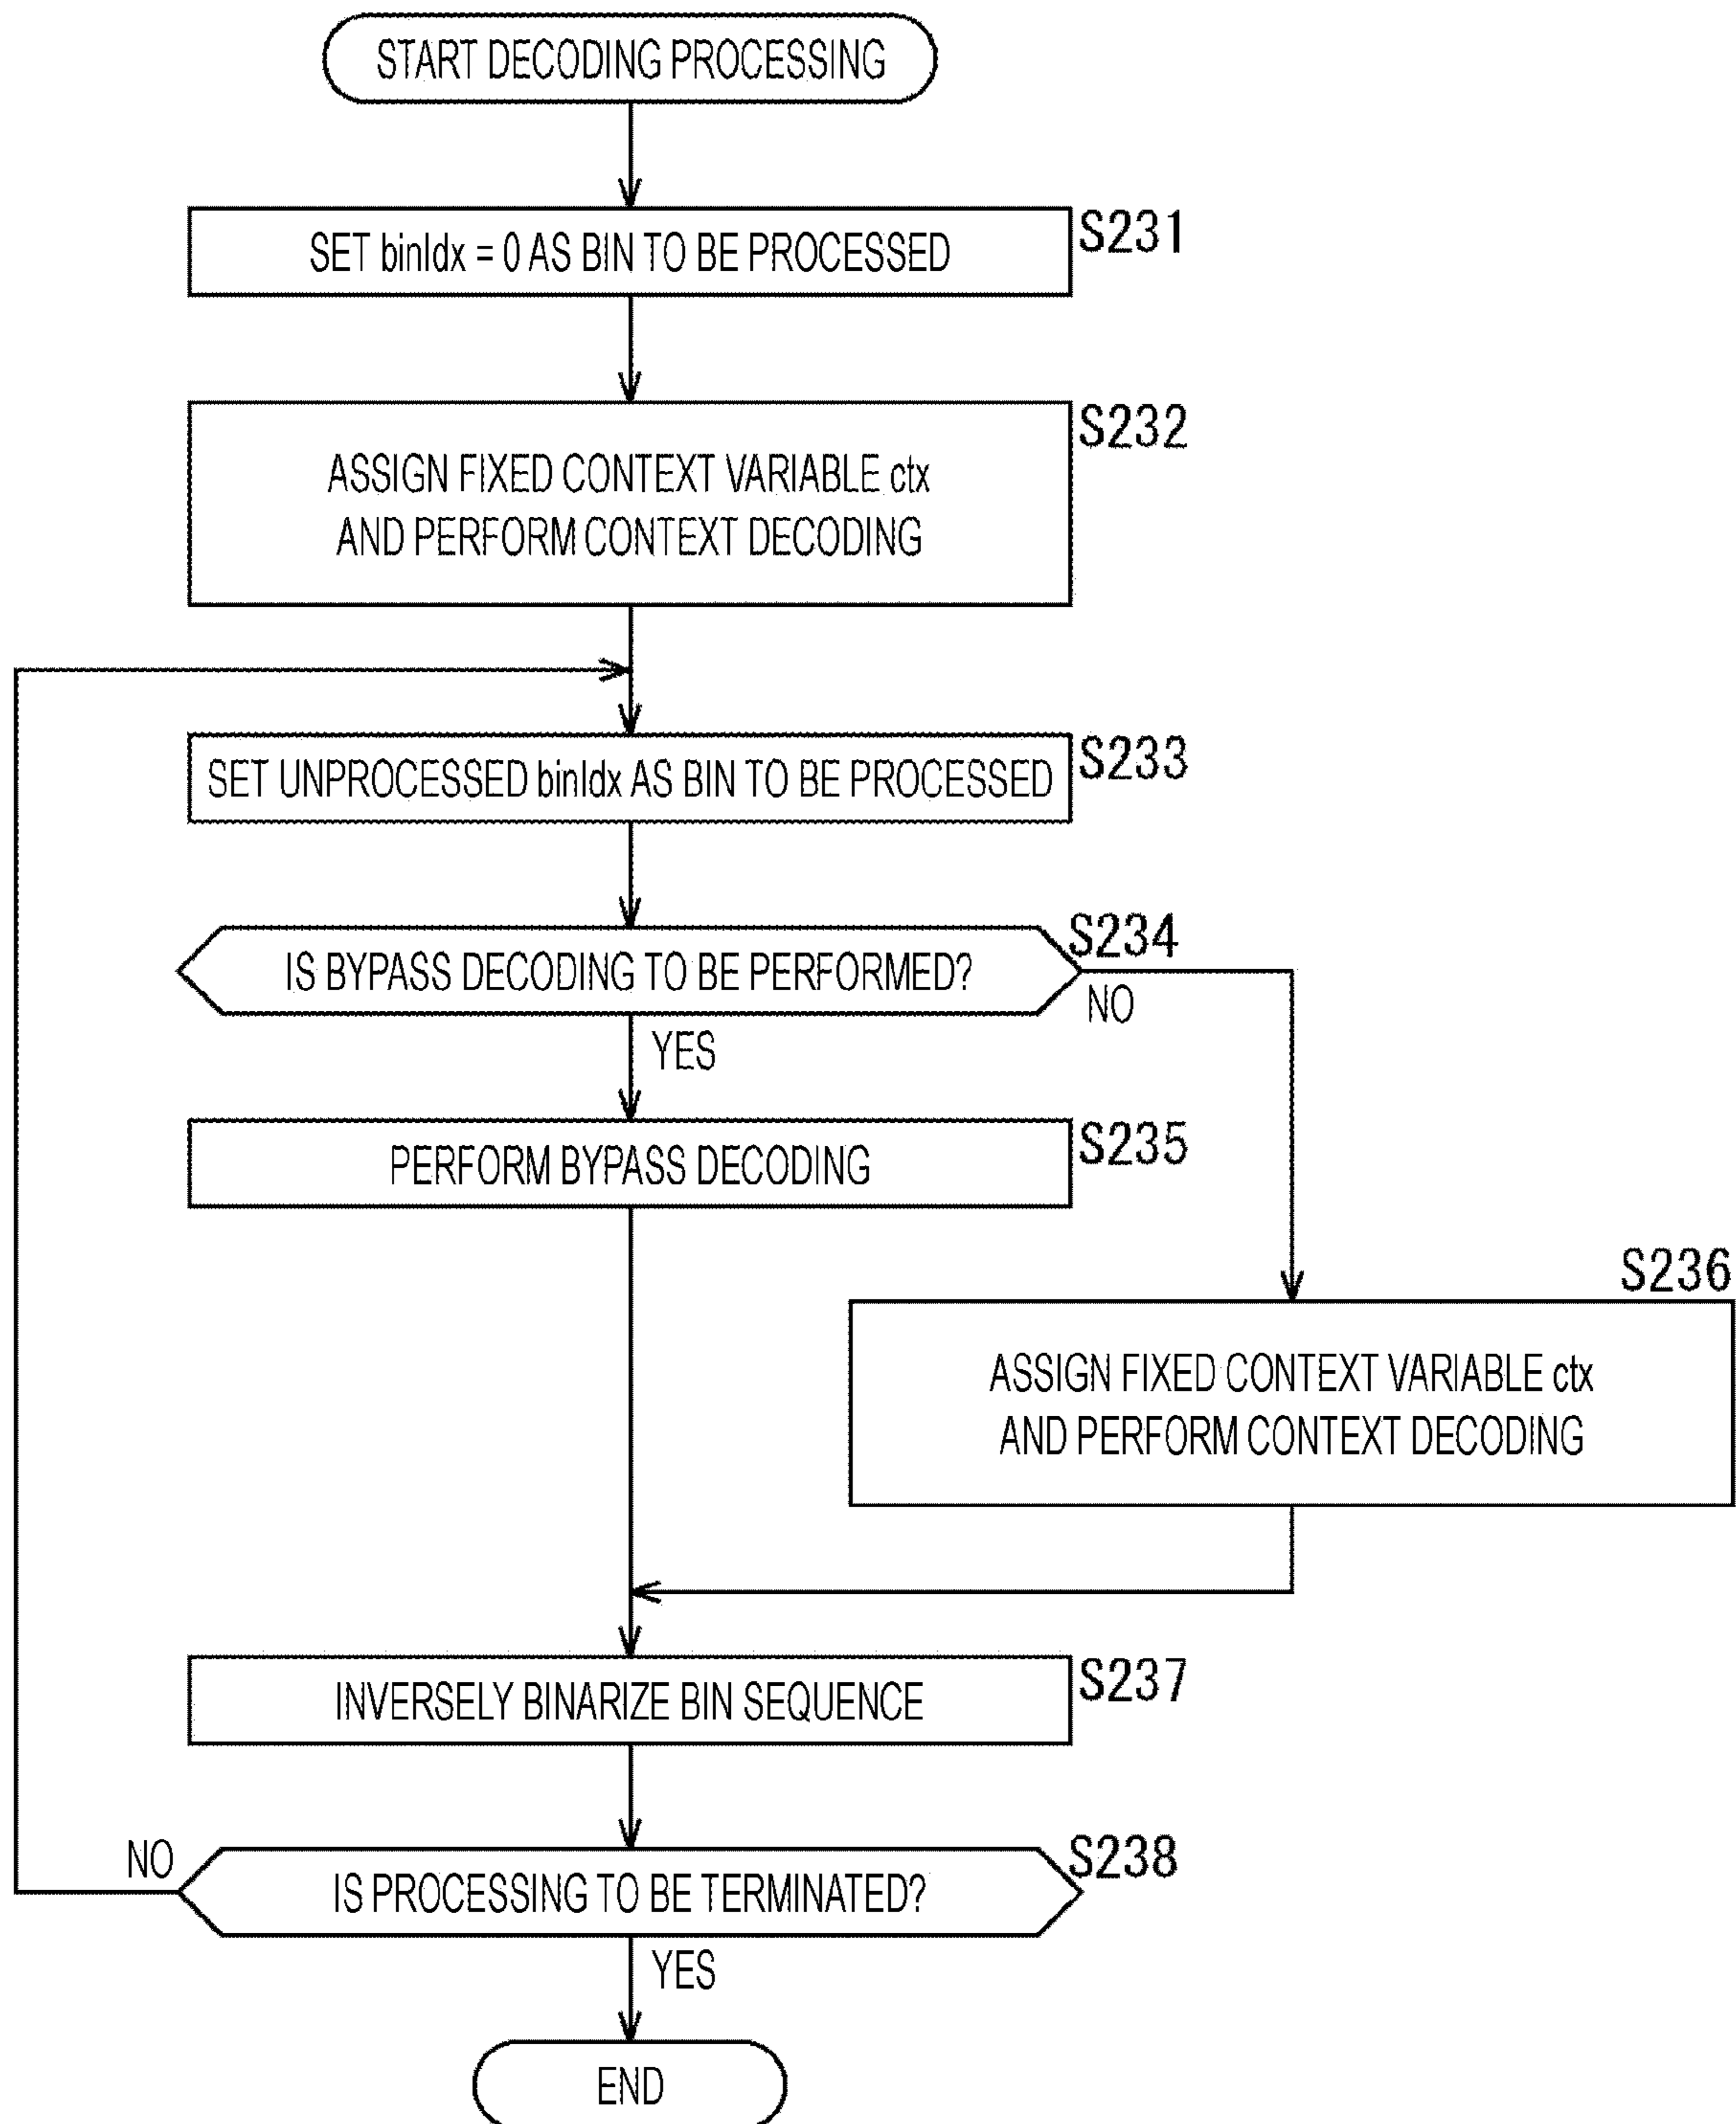 START DECODING PROCESSING
SET binIdx = 0 AS BIN TO BE PROCESSED
S231
ASSIGN FIXED CONTEXT VARIABLE ctx
AND PERFORM CONTEXT DECODING
S232
SET UNPROCESSED binIdx AS BIN TO BE PROCESSED
S233
IS BYPASS DECODING TO BE PERFORMED?
S234
NO
YES
PERFORM BYPASS DECODING
S235
S236
ASSIGN FIXED CONTEXT VARIABLE ctx
AND PERFORM CONTEXT DECODING
INVERSELY BINARIZE BIN SEQUENCE
S237
NO
IS PROCESSING TO BE TERMINATED?
S238
YES
END